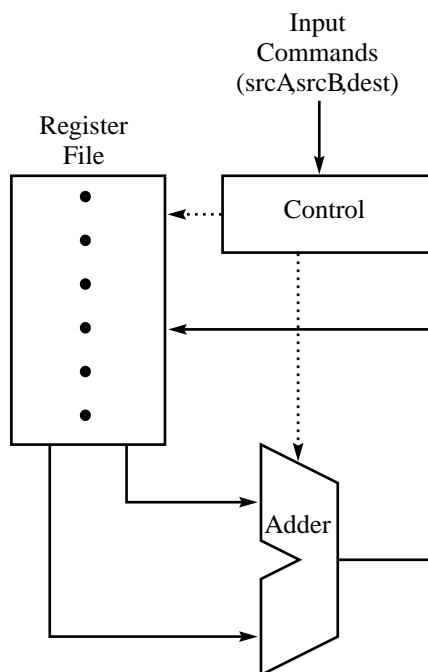 Input
Commands
(srcA,srcB,dest)
Register
File
Control
Adder